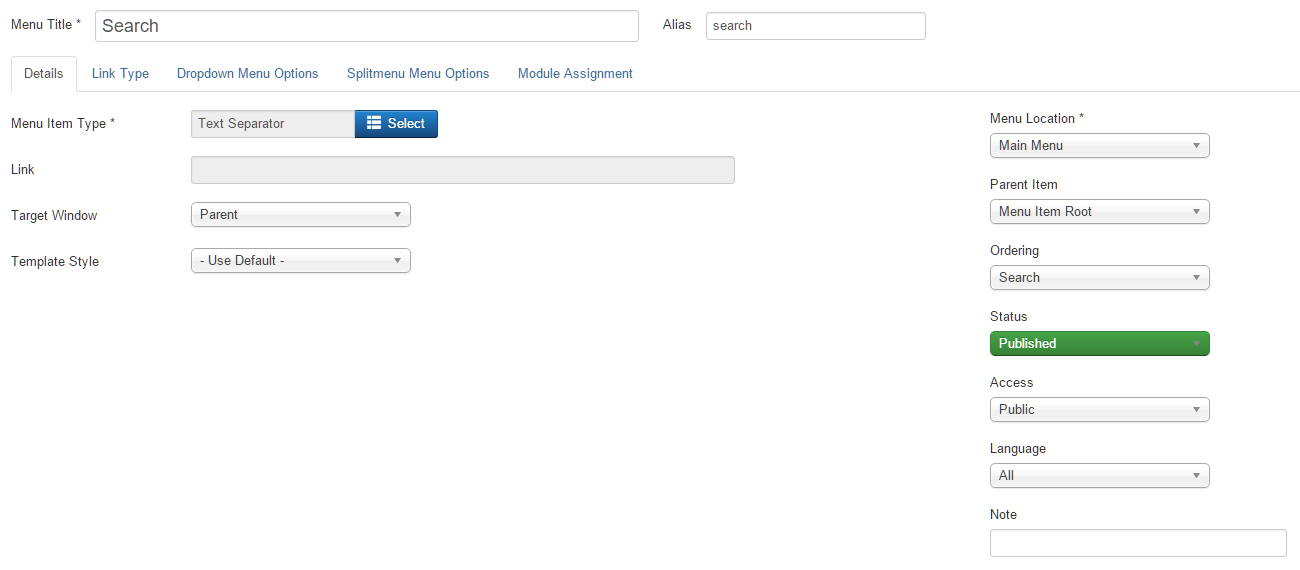 Menu Title * Search Alias search
Details Link Type Dropdown Menu Options Splitmenu Menu Options Module Assignment
Menu Item Type * Text Separator Select
Link
Target Window Parent
Template Style - Use Default -
Menu Location *
Main Menu
Parent Item
Menu Item Root
Ordering
Search
Status
Published
Access
Public
Language
All
Note